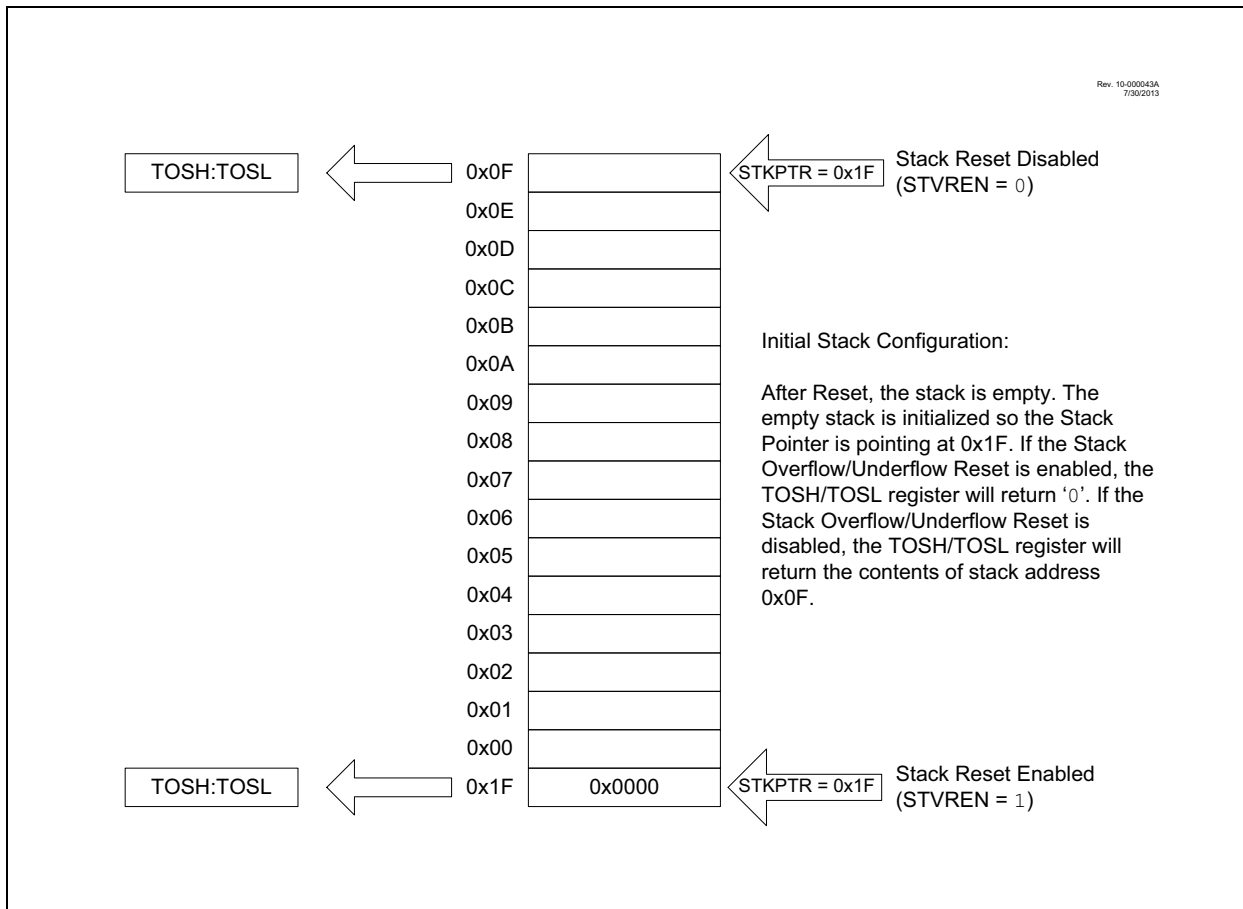 Rev. 10-000043A
7/30/2013
TOSH:TOSL
0x0F
STKPTR = 0x1F
Stack Reset Disabled
(STVREN = 0)
0x0E
0x0D
0x0C
0x0B
0x0A
0x09
0x08
0x07
0x06
0x05
0x04
0x03
0x02
0x01
0x00
Initial Stack Configuration:
After Reset, the stack is empty. The
empty stack is initialized so the Stack
Pointer is pointing at 0x1F. If the Stack
Overflow/Underflow Reset is enabled, the
TOSH/TOSL register will return ‘0’. If the
Stack Overflow/Underflow Reset is
disabled, the TOSH/TOSL register will
return the contents of stack address
0x0F.
TOSH:TOSL
0x1F
0x0000
STKPTR = 0x1F
Stack Reset Enabled
(STVREN = 1)